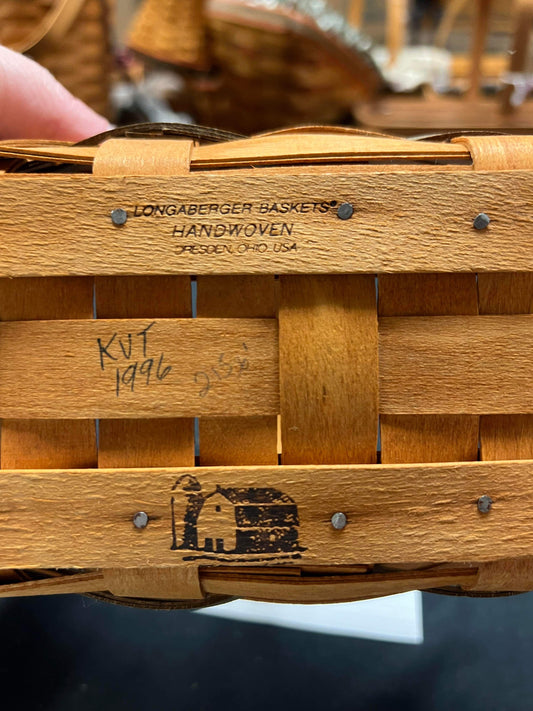 LONGABERGER BASKETS®
HANDWOVEN
DRESDEN, OHIO, USA
KVT
1996